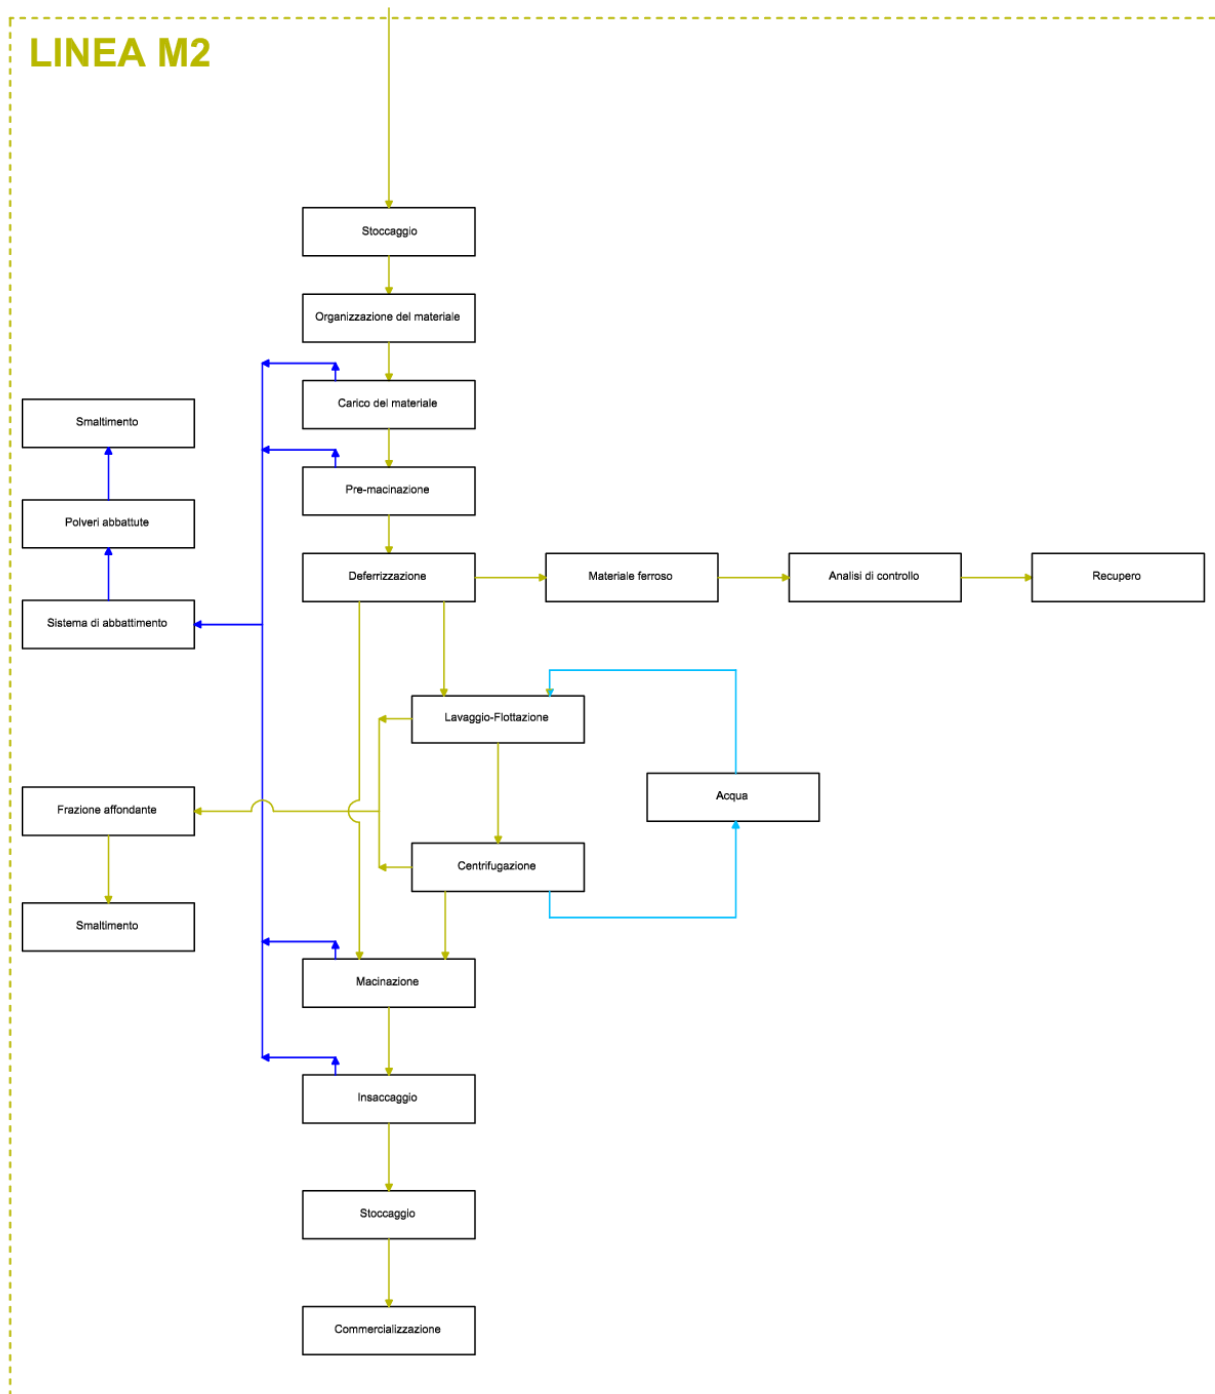 LINEA M2
Stoccaggio
Organizzazione del materiale
Carico del materiale
Smaltimento
Pre-macinazione
Polveri abbattute
Deferrizzazione
Materiale ferroso
Analisi di controllo
Recupero
Sistema di abbattimento
Lavaggio-Flottazione
Acqua
Frazione affondante
Centrifugazione
Smaltimento
Macinazione
Insaccaggio
Stoccaggio
Commercializzazione